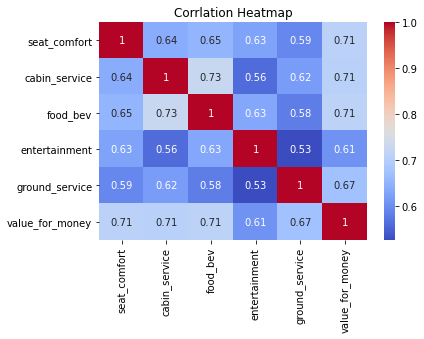 Corrlation Heatmap
seat_comfort 1 0.64 0.65 0.63 0.59 0.71
cabin_service 0.64 1 0.73 0.56 0.62 0.71
food_bev 0.65 0.73 1 0.63 0.58 0.71
entertainment 0.63 0.56 0.63 1 0.53 0.61
ground_service 0.59 0.62 0.58 0.53 1 0.67
value_for_money 0.71 0.71 0.71 0.61 0.67 1
seat_comfort
cabin_service
food_bev
entertainment
ground_service
value_for_money
1.0
0.9
0.8
0.7
0.6